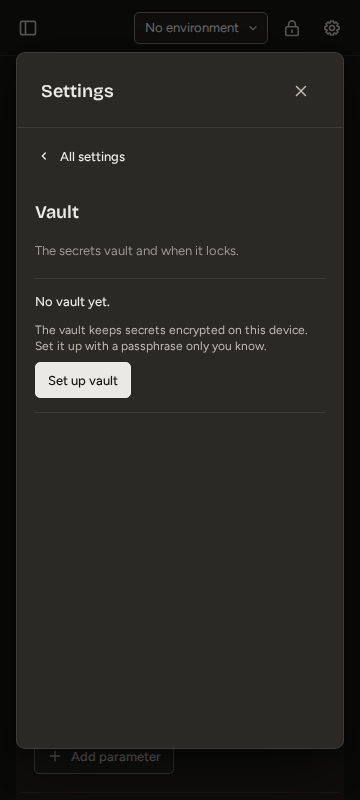 No environment
Settings
All settings
Vault
The secrets vault and when it locks.
No vault yet.
The vault keeps secrets encrypted on this device.
Set it up with a passphrase only you know.
Set up vault
Add parameter